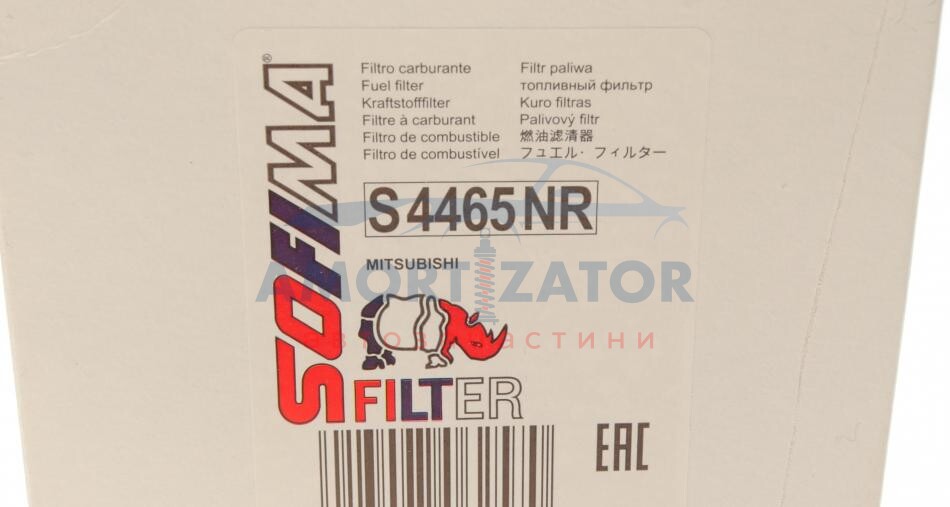 SOFIMA®
Filtro carburante
Fuel filter
Kraftstofffilter
Filtre à carburant
Filtro de combustible
Filtro de combustível
Filtr paliwa
топливный фильтр
Kuro filtras
Palivový filtr
燃油滤清器
フュエル・フィルター
S 4465 NR
MITSUBISHI
AMORTIZATOR
автозапчастини
FILTER
EAC